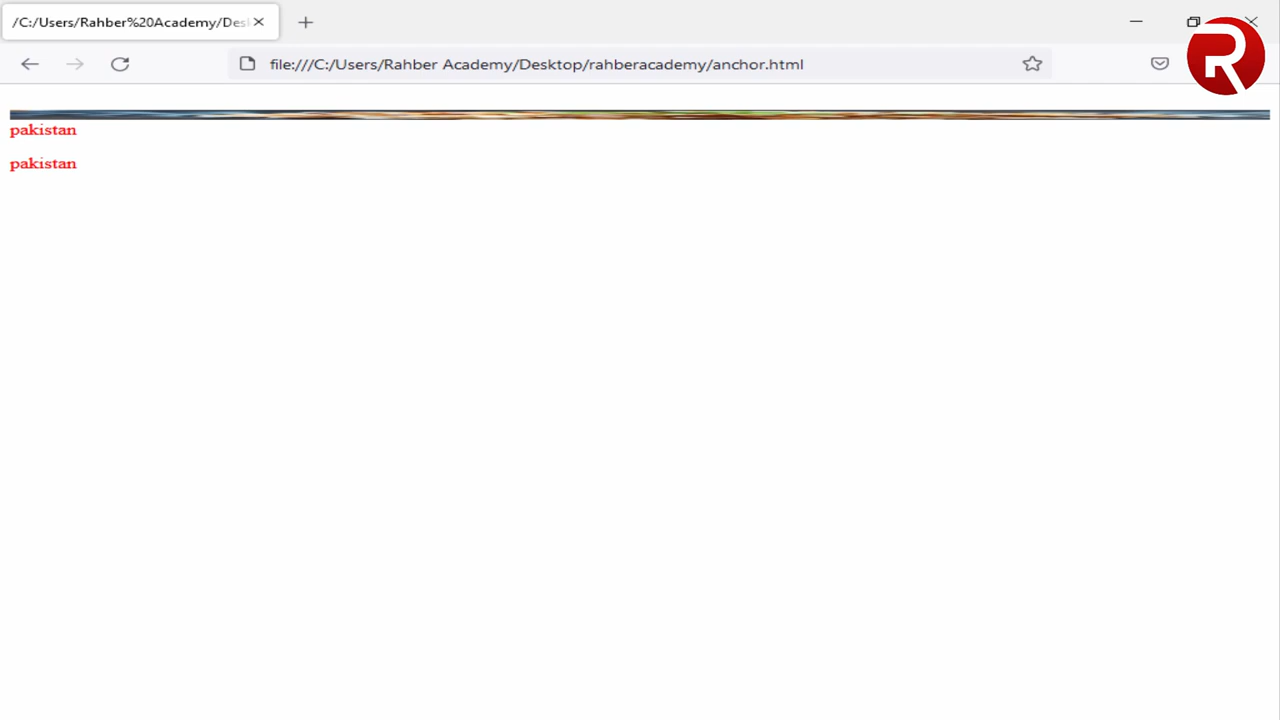 /C:/Users/Rahber%20Academy/Des
file:///C:/Users/Rahber Academy/Desktop/rahberacademy/anchor.html
R
pakistan
pakistan